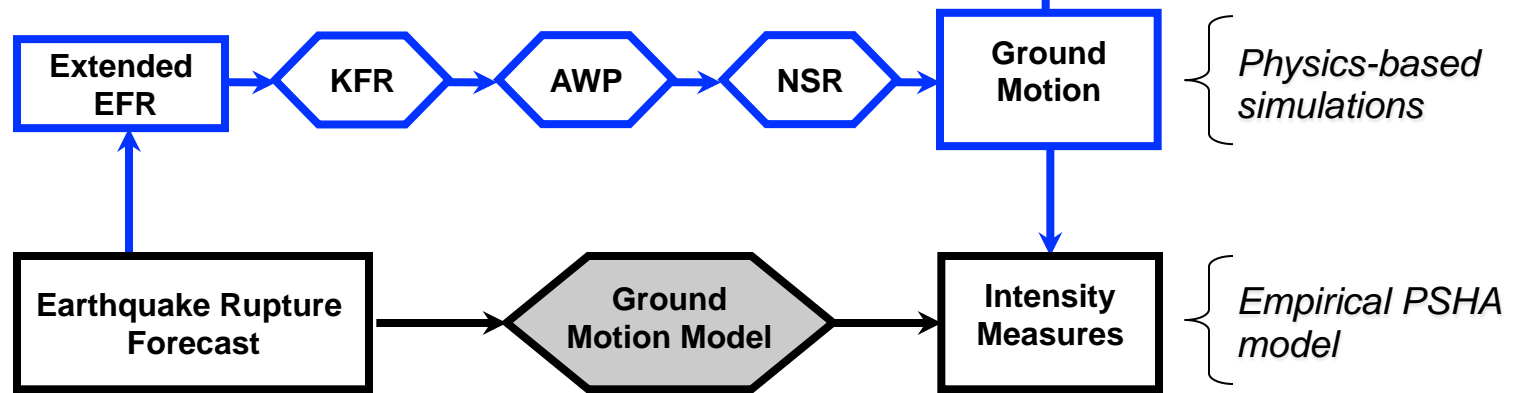 Extended
EFR
KFR
AWP
NSR
Ground
Motion
Physics-based
simulations
Earthquake Rupture
Forecast
Ground
Motion Model
Intensity
Measures
Empirical PSHA
model